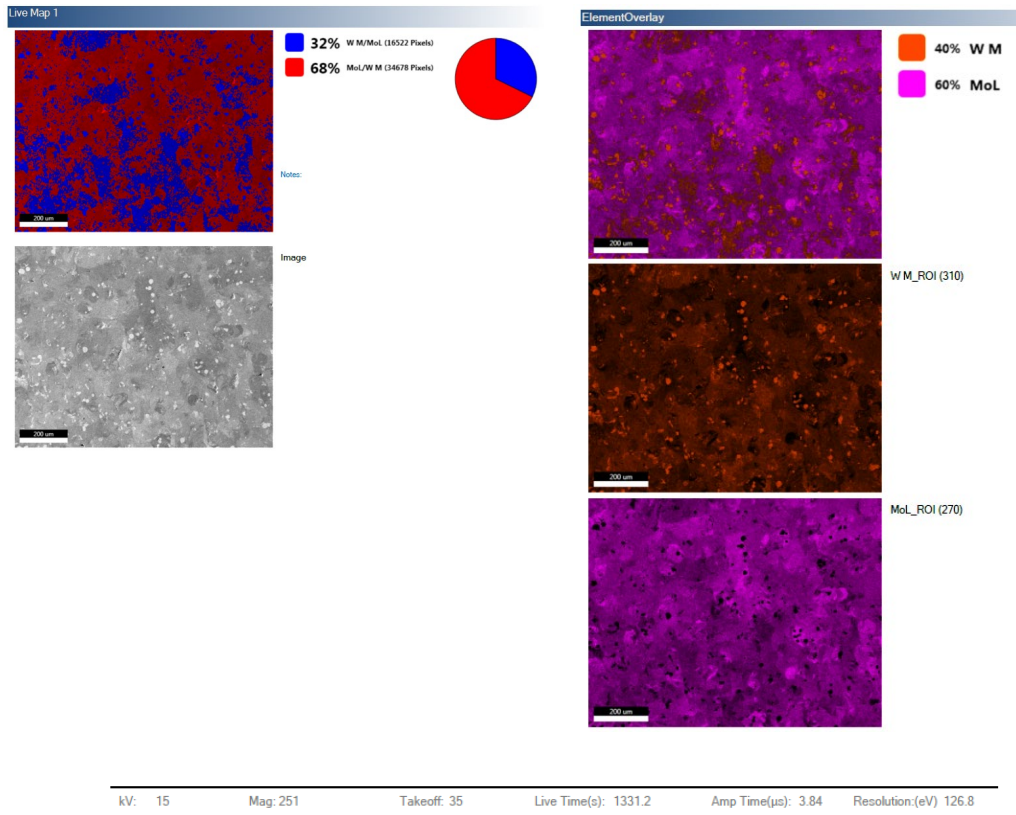 Live Map 1
32% W M/MoL (16522 Pixels)
68% MoL/W M (34678 Pixels)
Notes:
200 um
Image
200 um
ElementOverlay
40% W M
60% MoL
200 um
W M_ROI (310)
200 um
MoL_ROI (270)
200 um
kV: 15 Mag: 251 Takeoff: 35 Live Time(s): 1331.2 Amp Time(µs): 3.84 Resolution:(eV) 126.8